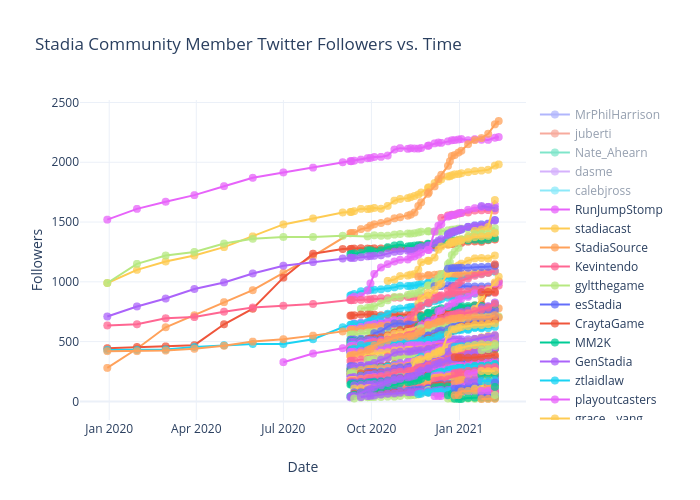 Stadia Community Member Twitter Followers vs. Time
2500
2000
1500
1000
500
0
Followers
Jan 2020
Apr 2020
Jul 2020
Oct 2020
Jan 2021
Date
MrPhilHarrison
juberti
Nate_Ahearn
dasme
calebjross
RunJumpStomp
stadiacast
StadiaSource
Kevintendo
gyltthegame
esStadia
CraytaGame
MM2K
GenStadia
ztlaidlaw
playoutcasters